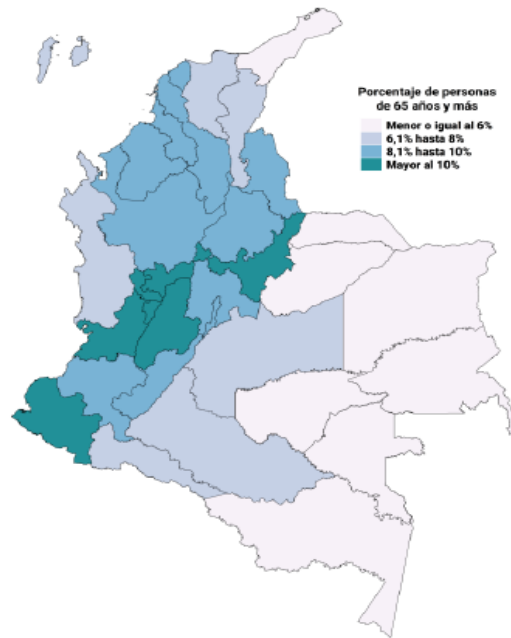 Porcentaje de personas
de 65 años y más
Menor o igual al 6%
6,1% hasta 8%
8,1% hasta 10%
Mayor al 10%